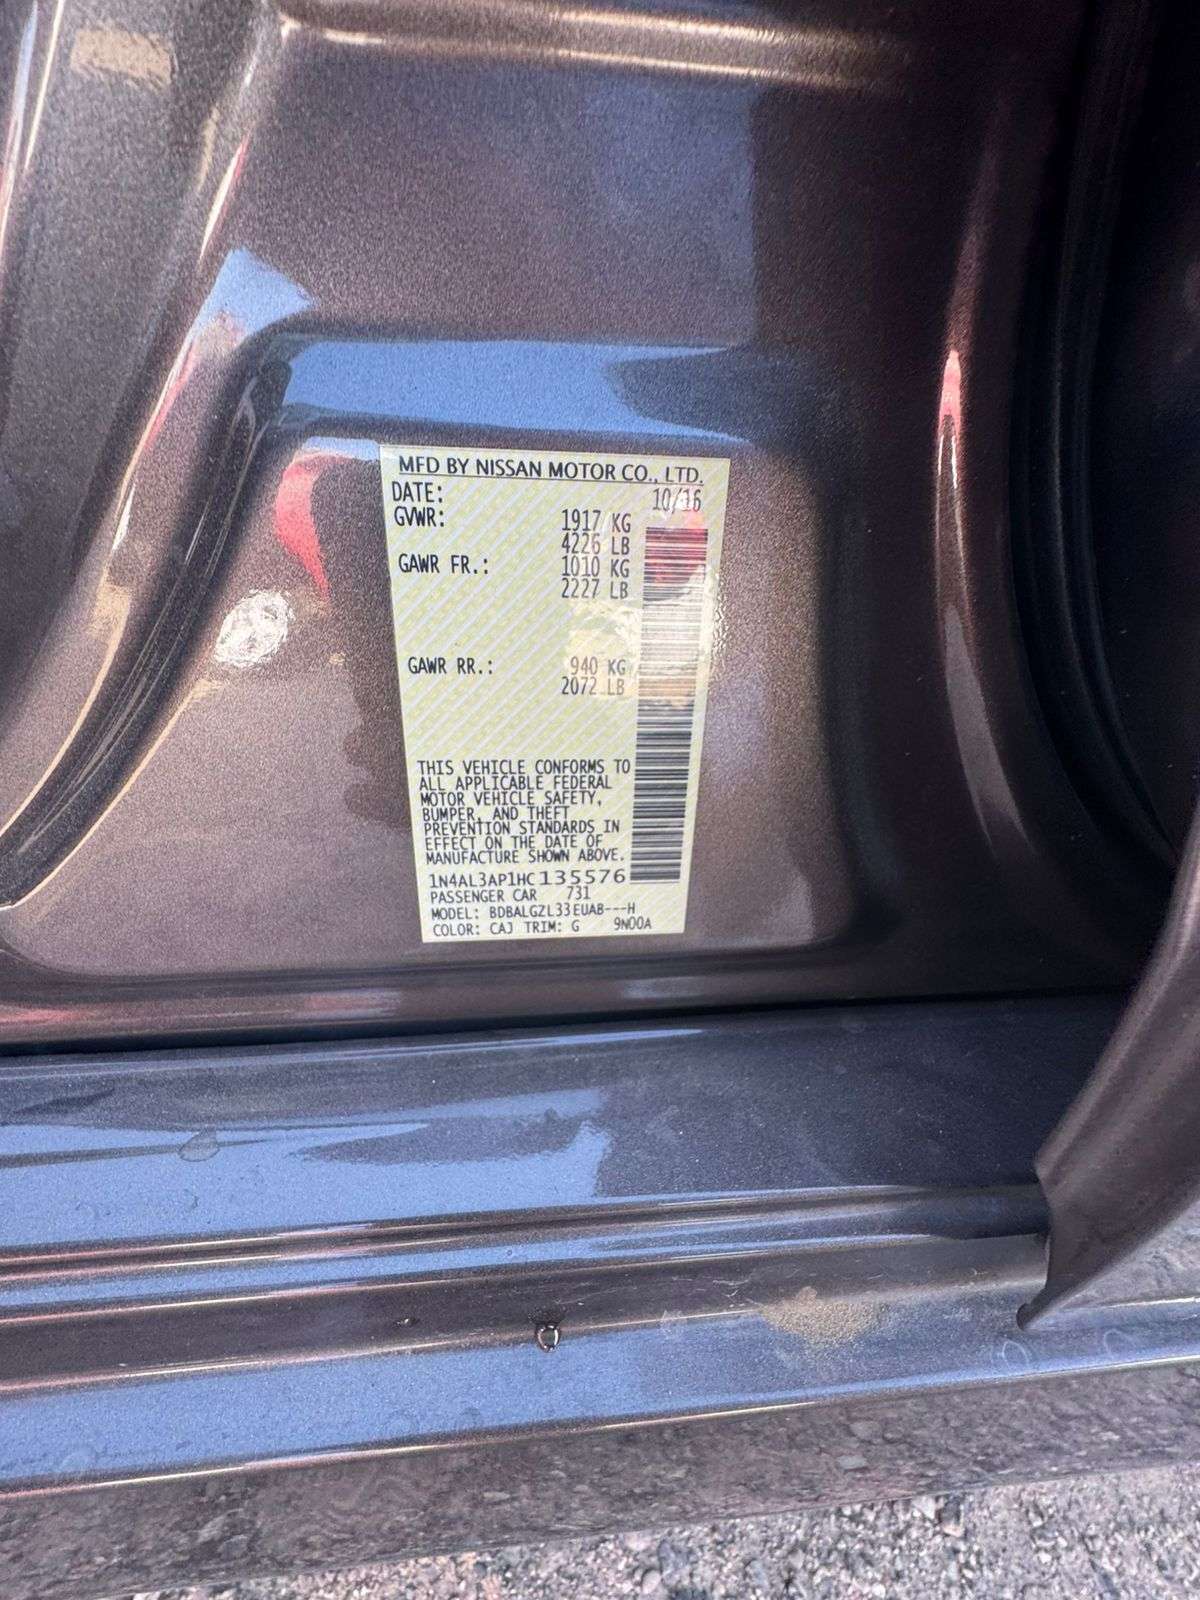 MFD BY NISSAN MOTOR CO., LTD.
DATE: 10/16
GVWR: 1917 KG
4226 LB
GAWR FR.: 1010 KG
2227 LB
GAWR RR.: 940 KG
2072 LB
THIS VEHICLE CONFORMS TO
ALL APPLICABLE FEDERAL
MOTOR VEHICLE SAFETY,
BUMPER, AND THEFT
PREVENTION STANDARDS IN
EFFECT ON THE DATE OF
MANUFACTURE SHOWN ABOVE.
1N4AL3AP1HC135576
PASSENGER CAR 731
MODEL: BDBALGZL33EUAB---H
COLOR: CAJ TRIM: G 9N00A